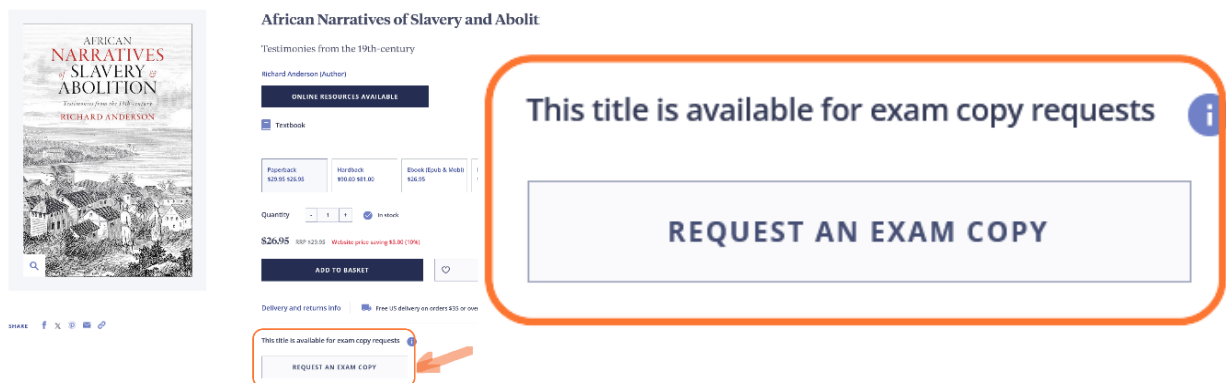 AFRICAN
NARRATIVES
of SLAVERY &
ABOLITION
Testimonies from the 19th-century
RICHARD ANDERSON
SHARE
African Narratives of Slavery and Abolit
Testimonies from the 19th-century
Richard Anderson (Author)
ONLINE RESOURCES AVAILABLE
Textbook
Paperback
$29.95 $26.95
Hardback
$90.00 $81.00
Ebook (Epub & Mobi)
$26.95
Quantity - 1 + In stock
$26.95 RRP $29.95 Website price saving $3.00 (10%)
ADD TO BASKET
Delivery and returns info Free US delivery on orders $35 or over
This title is available for exam copy requests i
REQUEST AN EXAM COPY
This title is available for exam copy requests i
REQUEST AN EXAM COPY